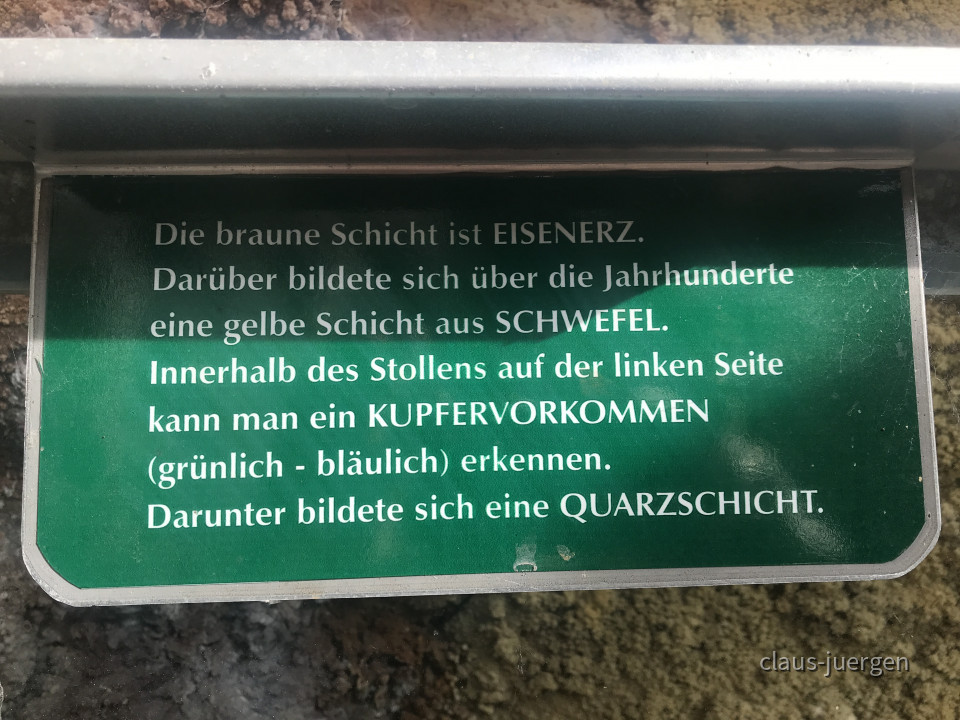 Die braune Schicht ist EISENERZ.
Darüber bildete sich über die Jahrhunderte
eine gelbe Schicht aus SCHWEFEL.
Innerhalb des Stollens auf der linken Seite
kann man ein KUPFERVORKOMMEN
(grünlich - bläulich) erkennen.
Darunter bildete sich eine QUARZSCHICHT.
claus-juergen